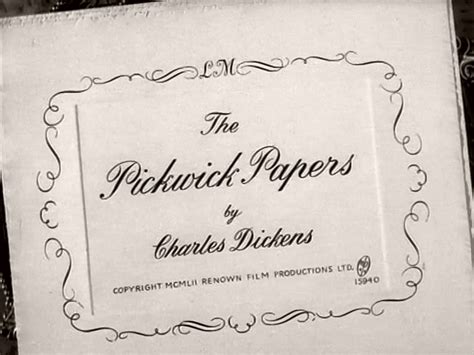 LM
The
Pickwick Papers
by
Charles Dickens
COPYRIGHT MCMLII RENOWN FILM PRODUCTIONS LTD.
15940